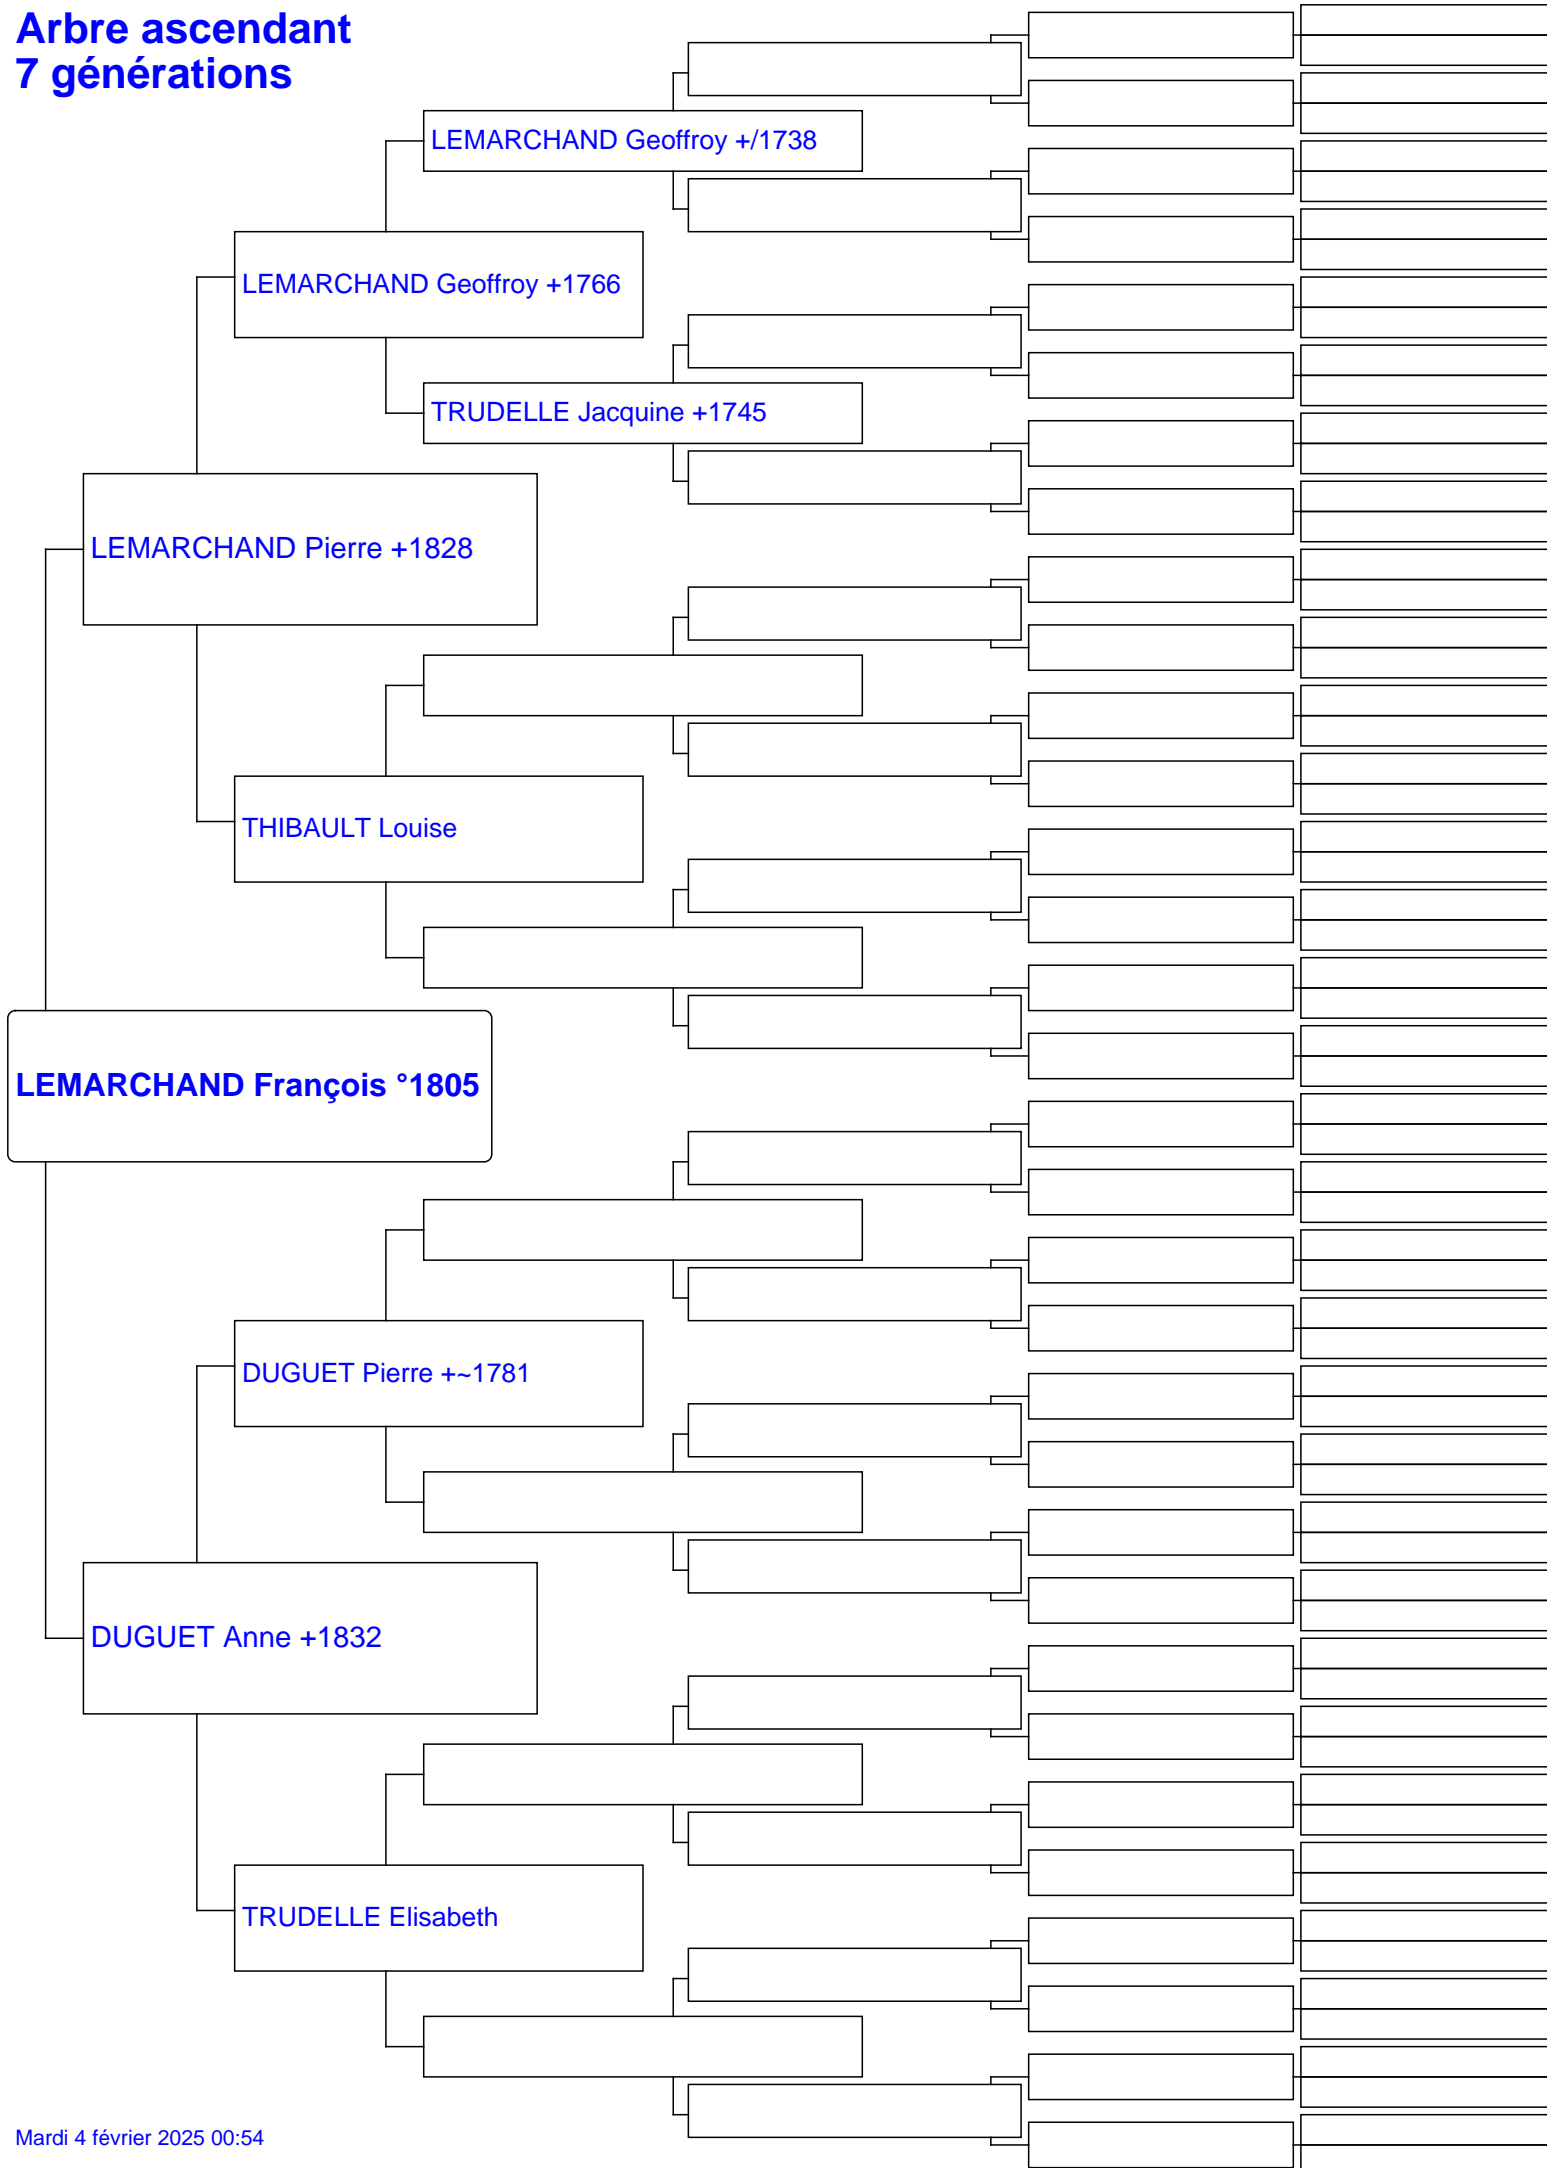 Arbre ascendant
7 générations
LEMARCHAND Geoffroy +/1738
LEMARCHAND Geoffroy +1766
TRUDELLE Jacquine +1745
LEMARCHAND Pierre +1828
THIBAULT Louise
LEMARCHAND François °1805
DUGUET Pierre +~1781
DUGUET Anne +1832
TRUDELLE Elisabeth
Mardi 4 février 2025 00:54